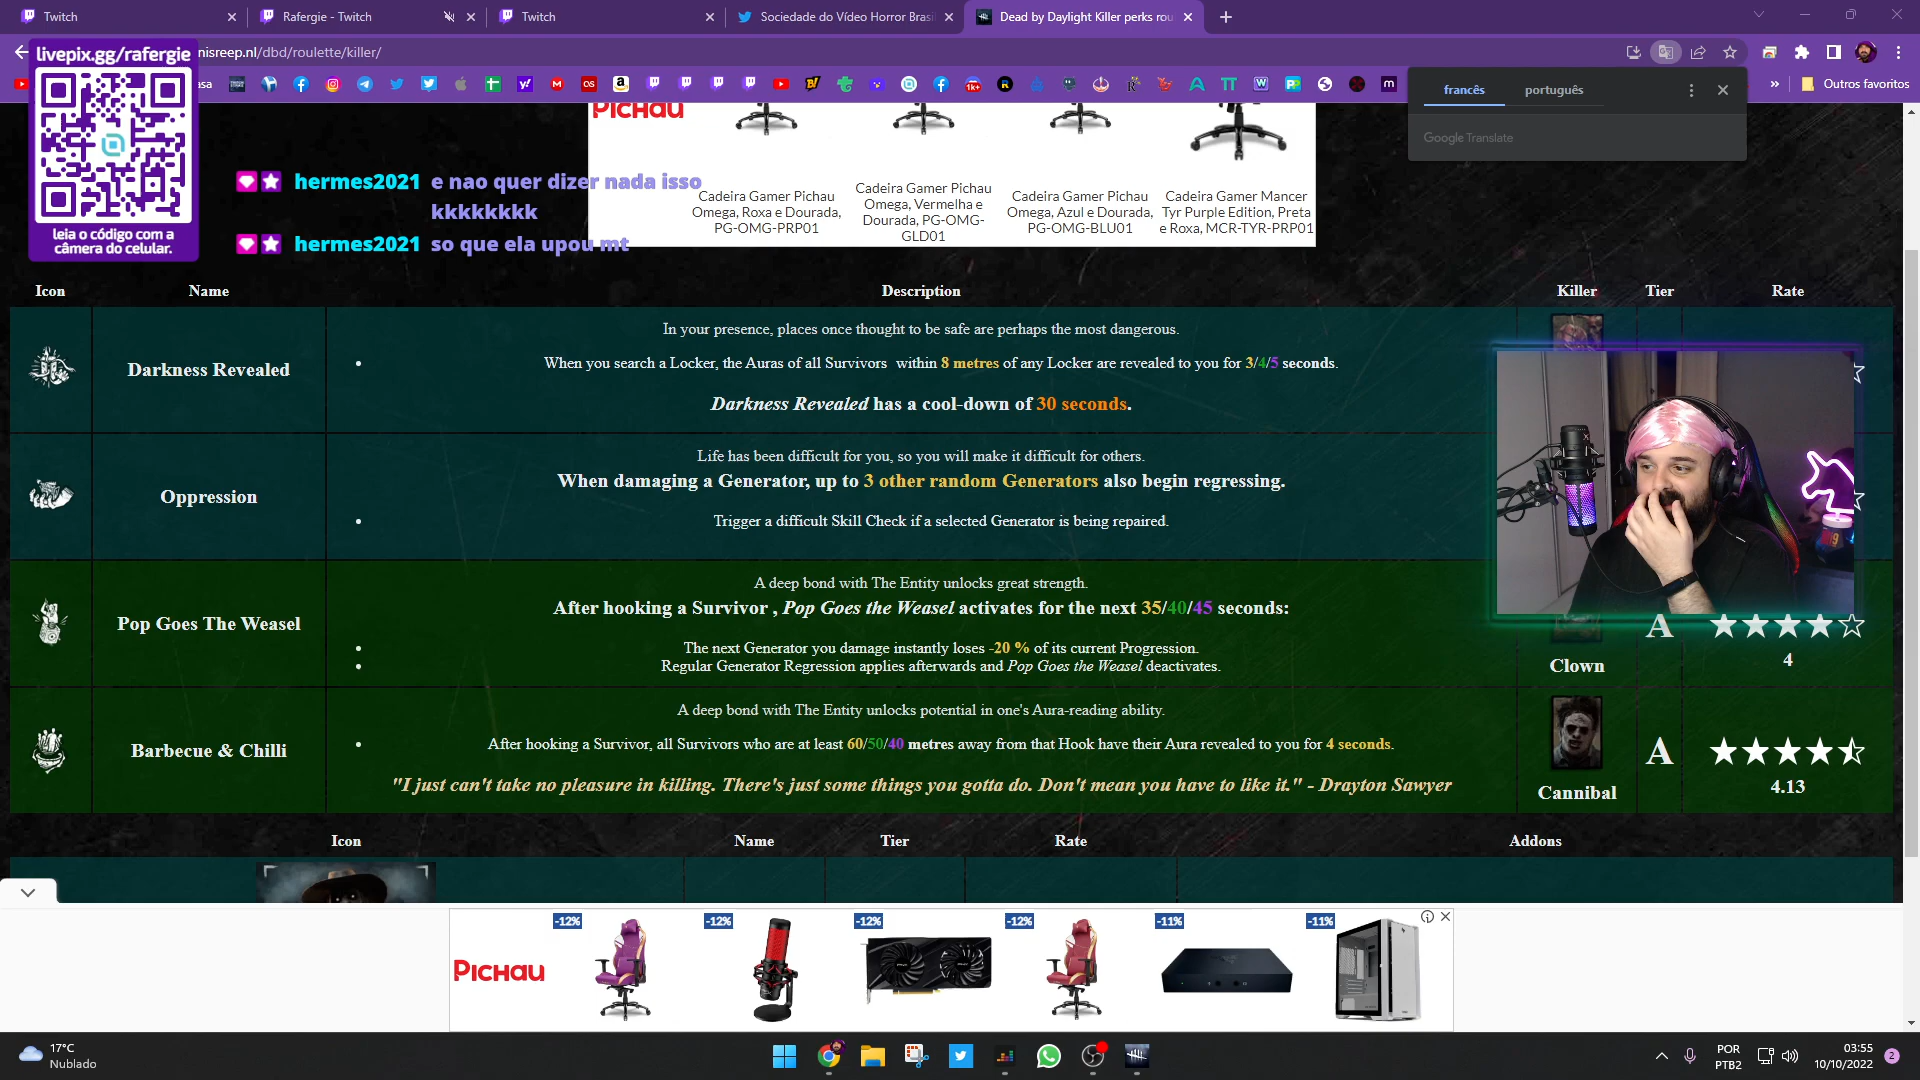 Twitch
Rafergie - Twitch
Twitch
Sociedade do Vídeo Horror Brasil
Dead by Daylight Killer perks rou
nisreep.nl/dbd/roulette/killer/
Outros favoritos
livepix.gg/rafergie
leia o código com a
câmera do celular.
francês
português
Google Translate
hermes2021 e nao quer dizer nada isso
kkkkkkkk
hermes2021 so que ela upou mt
PICHAU
Cadeira Gamer Pichau
Omega, Roxa e Dourada,
PG-OMG-PRP01
Cadeira Gamer Pichau
Omega, Vermelha e
Dourada, PG-OMG-
GLD01
Cadeira Gamer Pichau
Omega, Azul e Dourada,
PG-OMG-BLU01
Cadeira Gamer Mancer
Tyr Purple Edition, Preta
e Roxa, MCR-TYR-PRP01
Icon Name Description Killer Tier Rate
Darkness Revealed
In your presence, places once thought to be safe are perhaps the most dangerous.
• When you search a Locker, the Auras of all Survivors within 8 metres of any Locker are revealed to you for 3/4/5 seconds.
Darkness Revealed has a cool-down of 30 seconds.
Oppression
Life has been difficult for you, so you will make it difficult for others.
When damaging a Generator, up to 3 other random Generators also begin regressing.
• Trigger a difficult Skill Check if a selected Generator is being repaired.
Pop Goes The Weasel
A deep bond with The Entity unlocks great strength.
After hooking a Survivor , Pop Goes the Weasel activates for the next 35/40/45 seconds:
• The next Generator you damage instantly loses -20 % of its current Progression.
• Regular Generator Regression applies afterwards and Pop Goes the Weasel deactivates.
Clown
A
4
Barbecue & Chilli
A deep bond with The Entity unlocks potential in one's Aura-reading ability.
• After hooking a Survivor, all Survivors who are at least 60/50/40 metres away from that Hook have their Aura revealed to you for 4 seconds.
"I just can't take no pleasure in killing. There's just some things you gotta do. Don't mean you have to like it." - Drayton Sawyer
Cannibal
A
4.13
Icon Name Tier Rate Addons
PICHAU
-12%
-12%
-12%
-12%
-11%
-11%
17°C
Nublado
POR
PTB2
03:55
10/10/2022
2